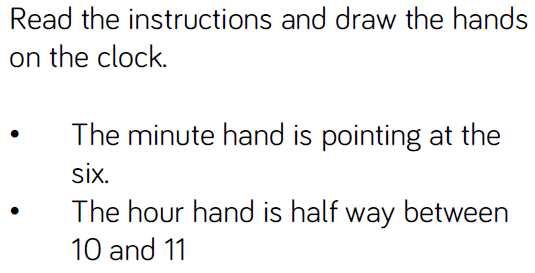 Read the instructions and draw the hands
on the clock.
• The minute hand is pointing at the
six.
• The hour hand is half way between
10 and 11